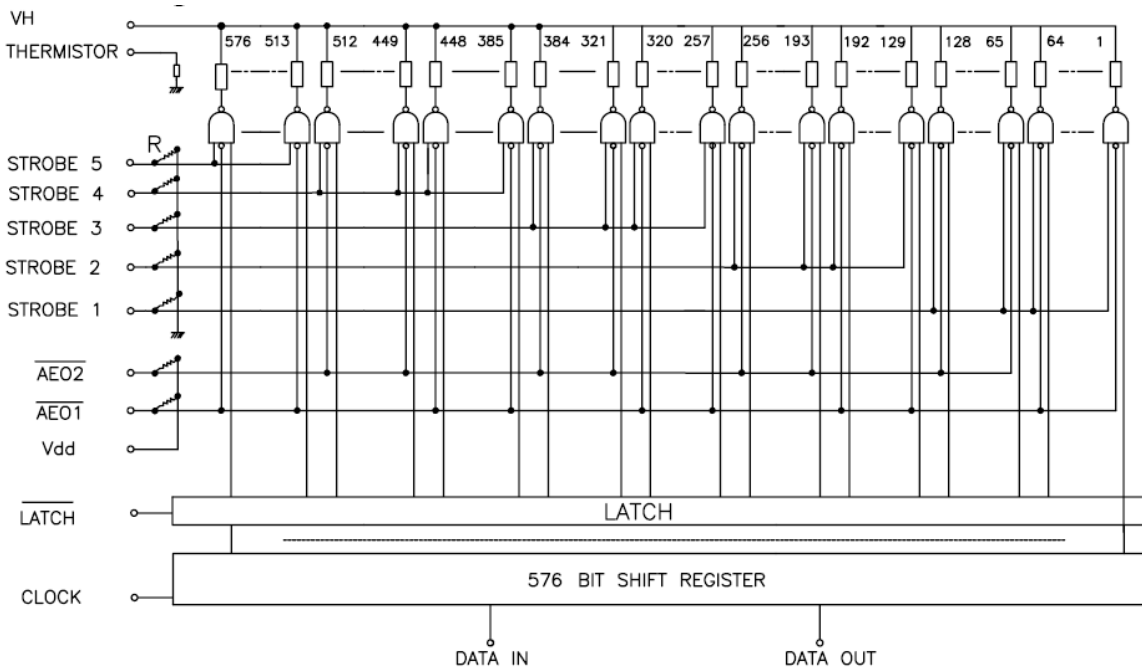 VH
THERMISTOR
576 513 512 449 448 385 384 321 320 257 256 193 192 129 128 65 64 1
R
STROBE 5
STROBE 4
STROBE 3
STROBE 2
STROBE 1
AEO2
AEO1
Vdd
LATCH
LATCH
576 BIT SHIFT REGISTER
CLOCK
DATA IN
DATA OUT